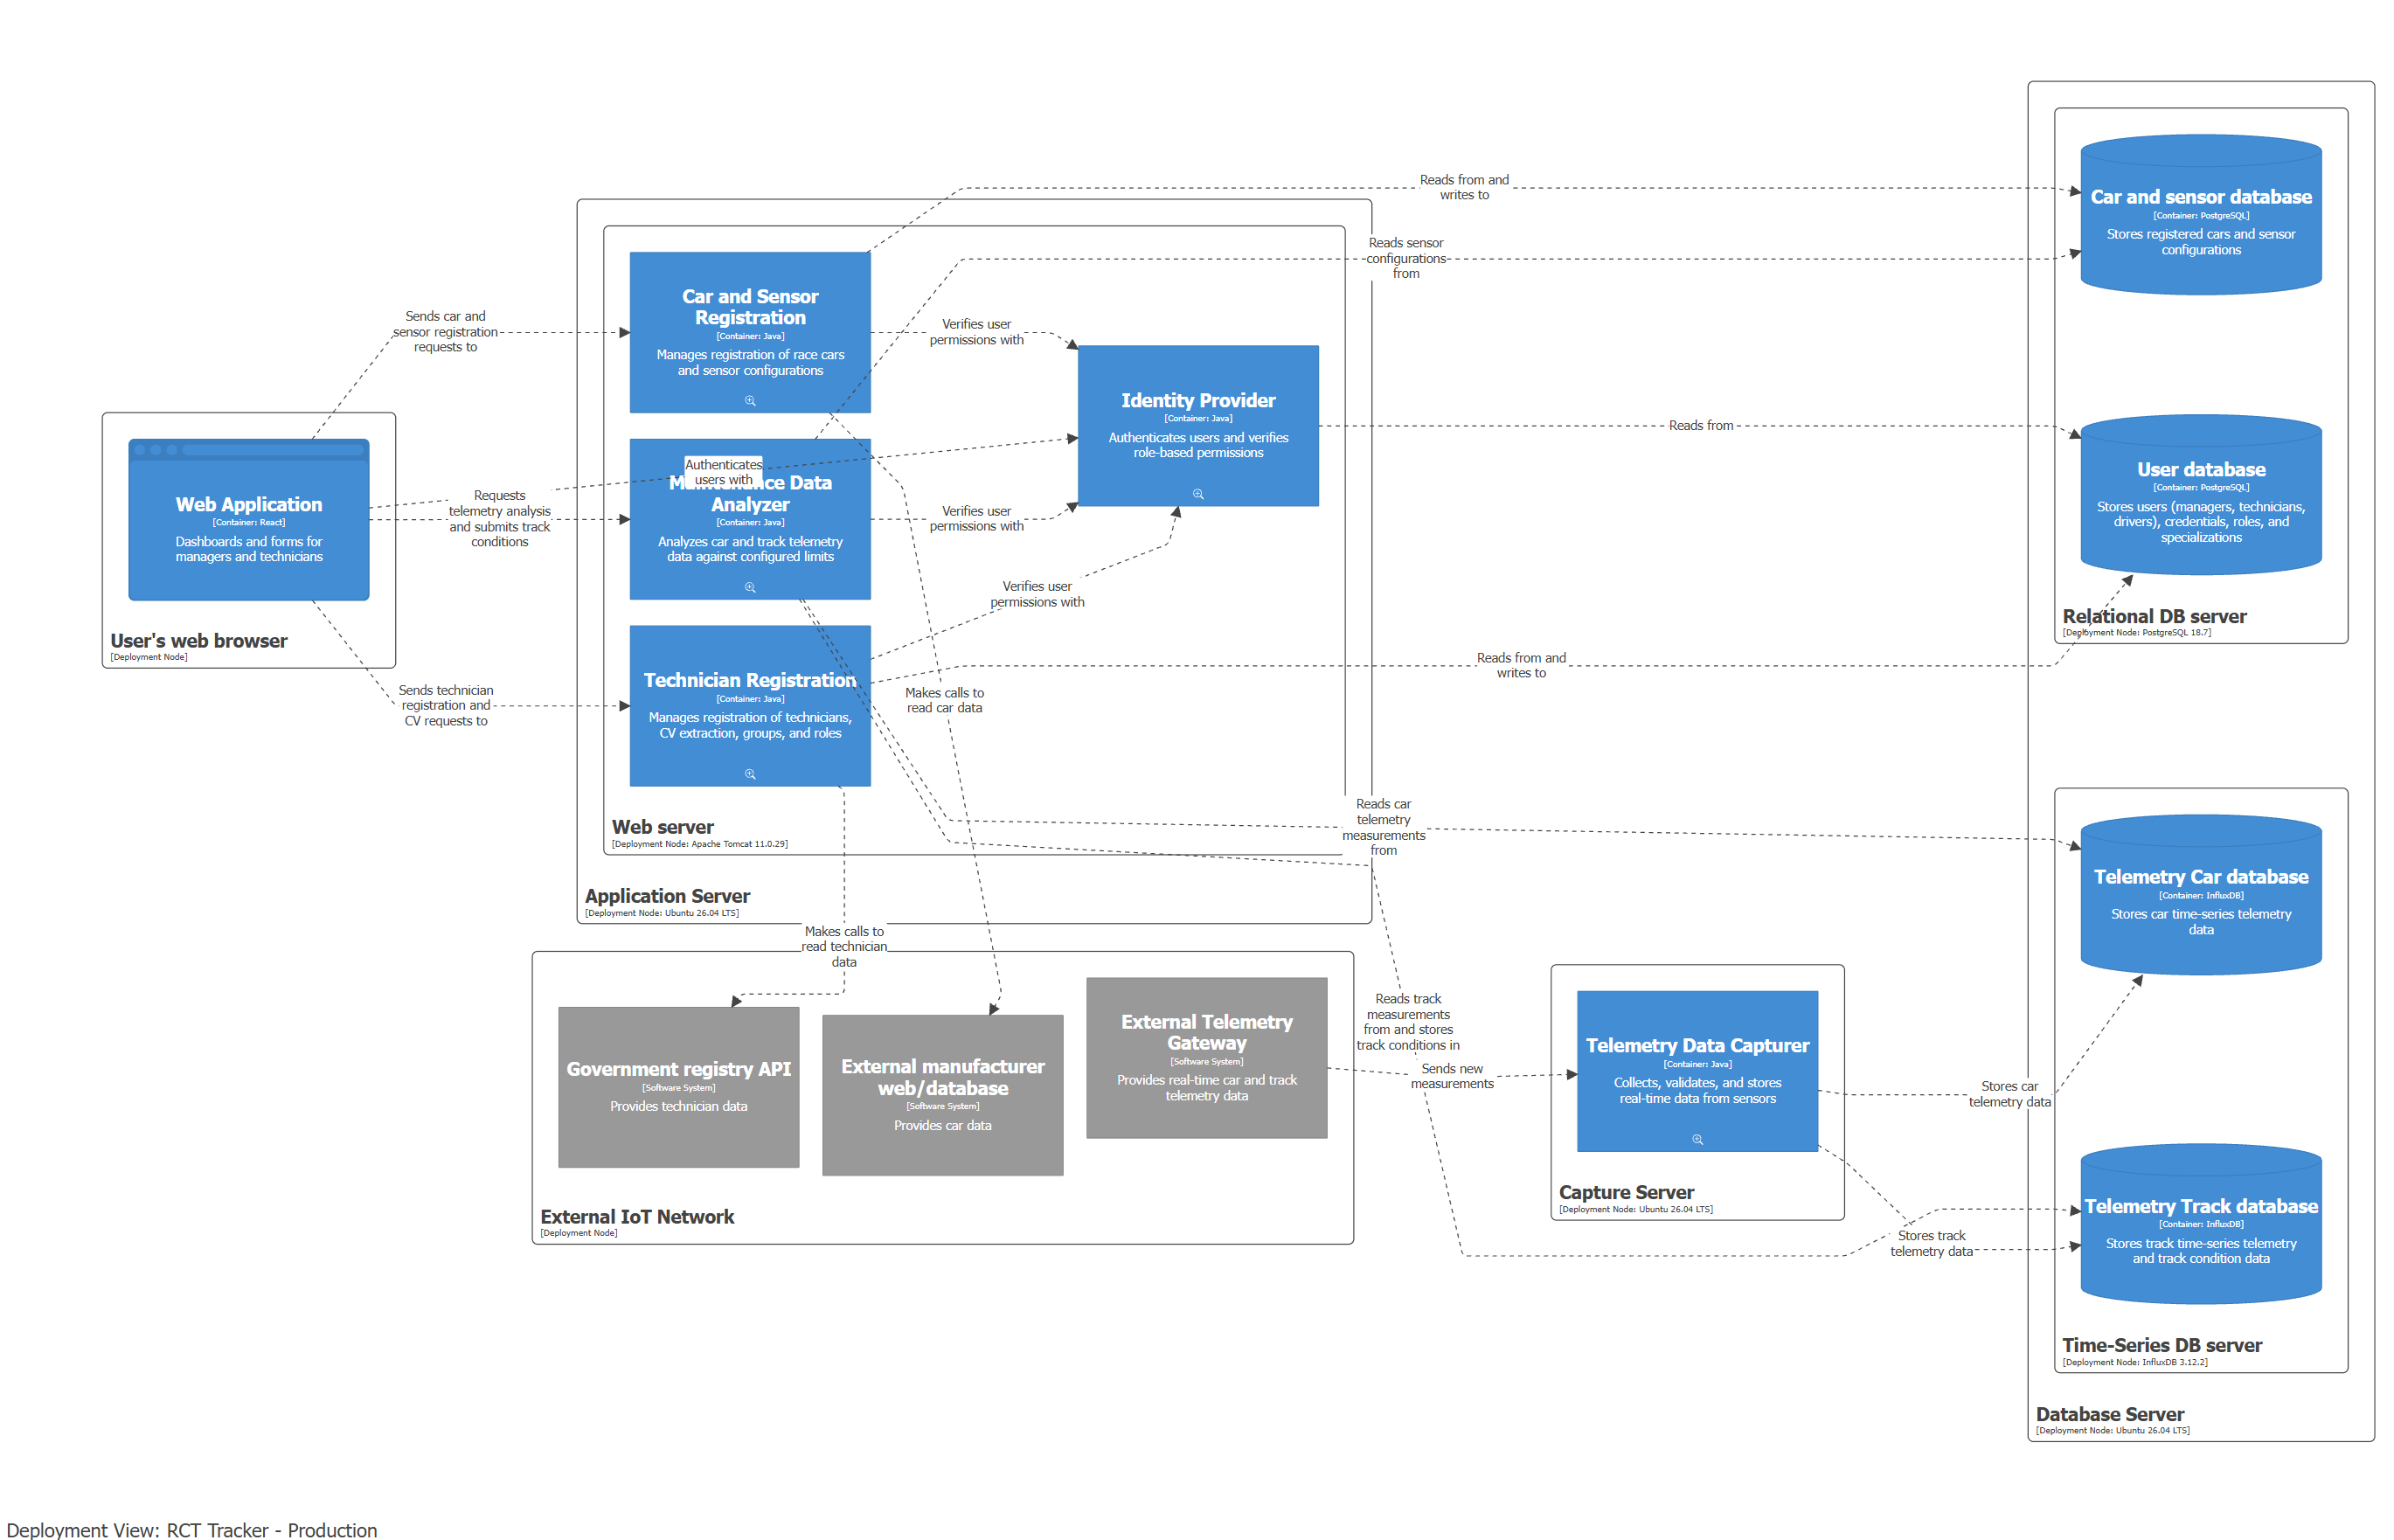 Reads from and
writes to
Car and sensor database
[Container: PostgreSQL]
Stores registered cars and sensor
configurations
Reads sensor
configurations
from
Car and Sensor
Registration
[Container: Java]
Manages registration of race cars
and sensor configurations
Sends car and
sensor registration
requests to
Verifies user
permissions with
Identity Provider
[Container: Java]
Authenticates users and verifies
role-based permissions
Reads from
User database
[Container: PostgreSQL]
Stores users (managers, technicians,
drivers), credentials, roles, and
specializations
Relational DB server
[Deployment Node: PostgreSQL 18.7]
Web Application
[Container: React]
Dashboards and forms for
managers and technicians
User's web browser
[Deployment Node]
Requests
telemetry analysis
and submits track
conditions
Authenticates
users with
Data
Analyzer
[Container: Java]
Analyzes car and track telemetry
data against configured limits
Verifies user
permissions with
Verifies user
permissions with
Sends technician
registration and
CV requests to
Technician Registration
[Container: Java]
Manages registration of technicians,
CV extraction, groups, and roles
Reads from and
writes to
Makes calls to
read car data
Web server
[Deployment Node: Apache Tomcat 11.0.29]
Application Server
[Deployment Node: Ubuntu 26.04 LTS]
Reads car
telemetry
measurements
from
Makes calls to
read technician
data
Telemetry Car database
[Container: InfluxDB]
Stores car time-series telemetry
data
Government registry API
[Software System]
Provides technician data
External manufacturer
web/database
[Software System]
Provides car data
External Telemetry
Gateway
[Software System]
Provides real-time car and track
telemetry data
External IoT Network
[Deployment Node]
Reads track
measurements
from and stores
track conditions in
Sends new
measurements
Telemetry Data Capturer
[Container: Java]
Collects, validates, and stores
real-time data from sensors
Capture Server
[Deployment Node: Ubuntu 26.04 LTS]
Stores car
telemetry data
Stores track
telemetry data
Telemetry Track database
[Container: InfluxDB]
Stores track time-series telemetry
and track condition data
Time-Series DB server
[Deployment Node: InfluxDB 3.12.2]
Database Server
[Deployment Node: Ubuntu 26.04 LTS]
Deployment View: RCT Tracker - Production